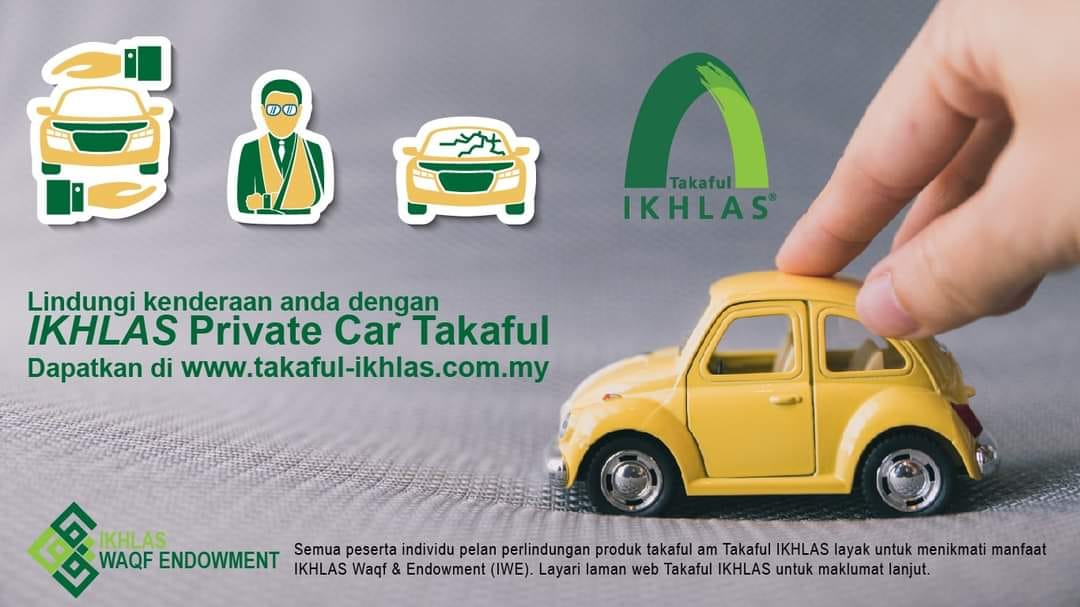 Takaful
IKHLAS®
Lindungi kenderaan anda dengan
IKHLAS Private Car Takaful
Dapatkan di www.takaful-ikhlas.com.my
IKHLAS
WAQF ENDOWMENT
Semua peserta individu pelan perlindungan produk takaful am Takaful IKHLAS layak untuk menikmati manfaat
IKHLAS Waqf & Endowment (IWE). Layari laman web Takaful IKHLAS untuk maklumat lanjut.